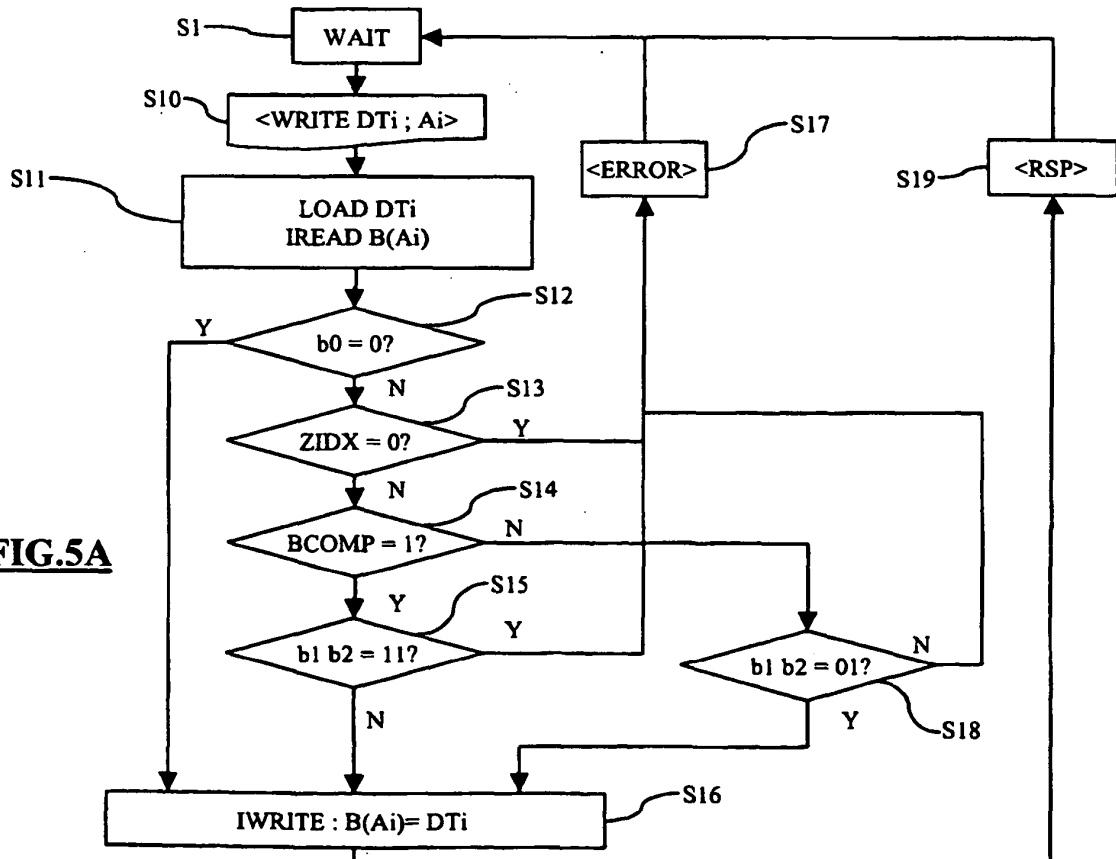 S1
WAIT
S10
<WRITE DTi ; Ai>
S17
<ERROR>
S19
<RSP>
S11
LOAD DTi
IREAD B(Ai)
S12
Y
b0 = 0?
N
S13
ZIDX = 0?
Y
N
S14
BCOMP = 1?
N
FIG.5A
Y
S15
b1 b2 = 11?
Y
b1 b2 = 01?
N
N
Y
S18
S16
IWRITE : B(Ai)= DTi